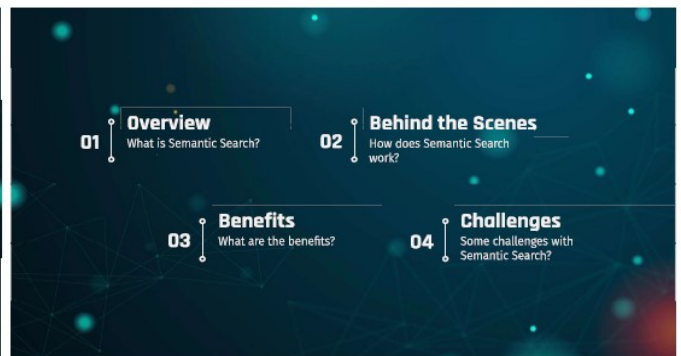 01
Overview
What is Semantic Search?
02
Behind the Scenes
How does Semantic Search
work?
03
Benefits
What are the benefits?
04
Challenges
Some challenges with
Semantic Search?